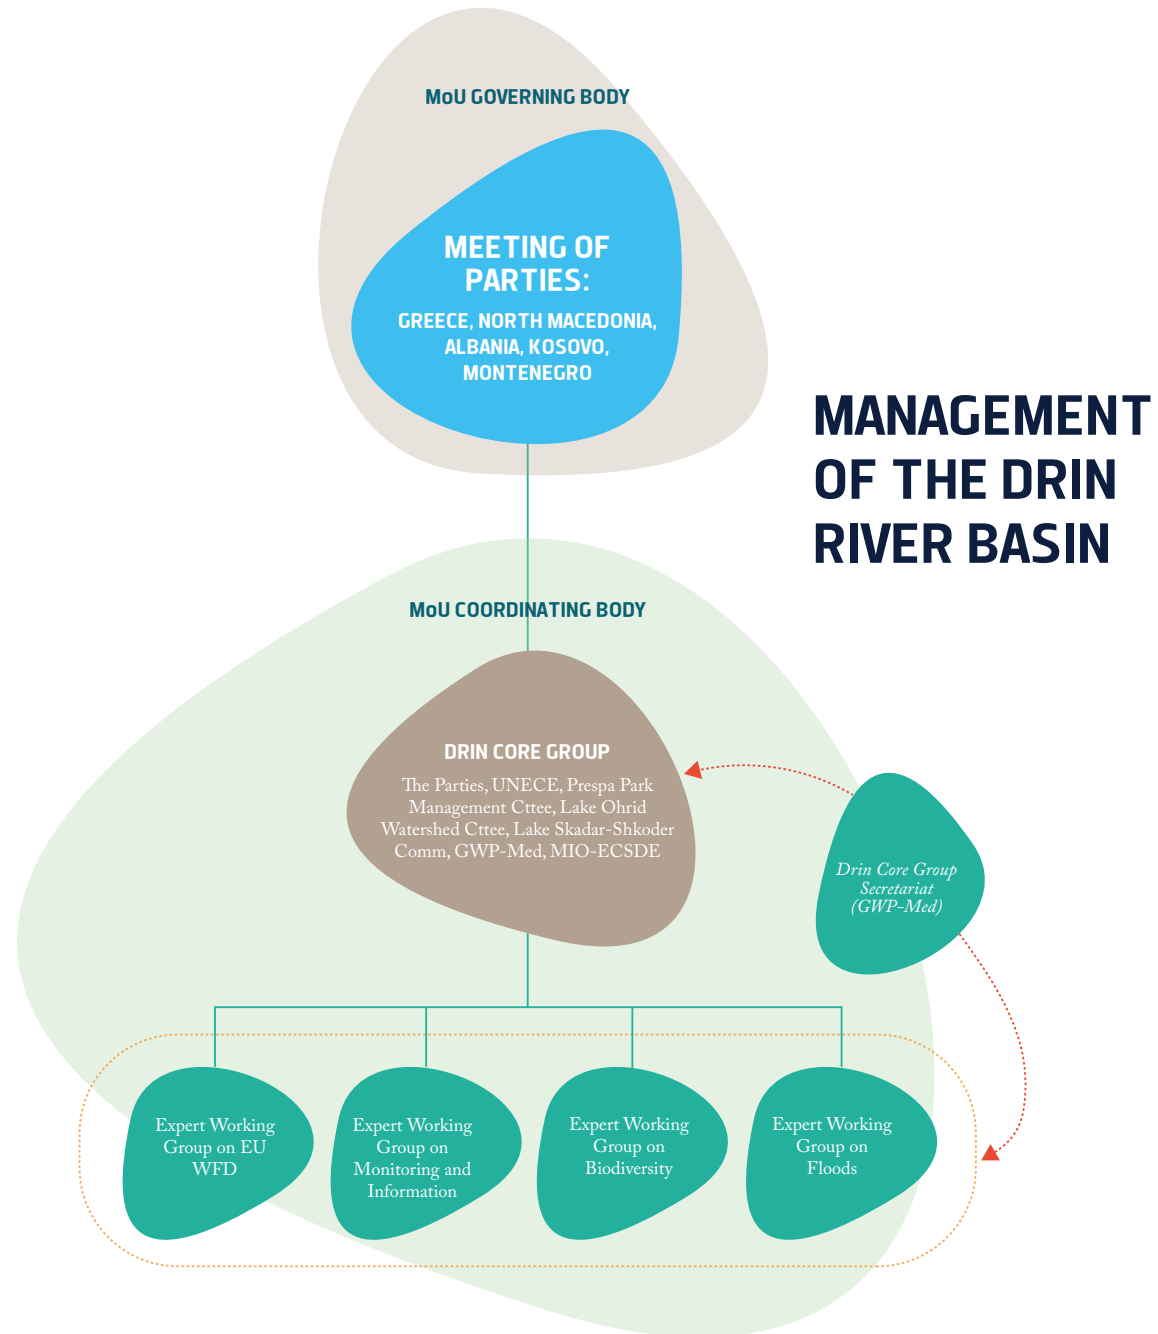 MoU GOVERNING BODY
MEETING OF
PARTIES:
GREECE, NORTH MACEDONIA,
ALBANIA, KOSOVO,
MONTENEGRO
MANAGEMENT
OF THE DRIN
RIVER BASIN
MoU COORDINATING BODY
DRIN CORE GROUP
The Parties, UNECE, Prespa Park
Management Cttee, Lake Ohrid
Watershed Cttee, Lake Skadar-Shkoder
Comm, GWP-Med, MIO-ECSDE
Drin Core Group
Secretariat
(GWP-Med)
Expert Working
Group on EU
WFD
Expert Working
Group on
Monitoring and
Information
Expert Working
Group on
Biodiversity
Expert Working
Group on
Floods